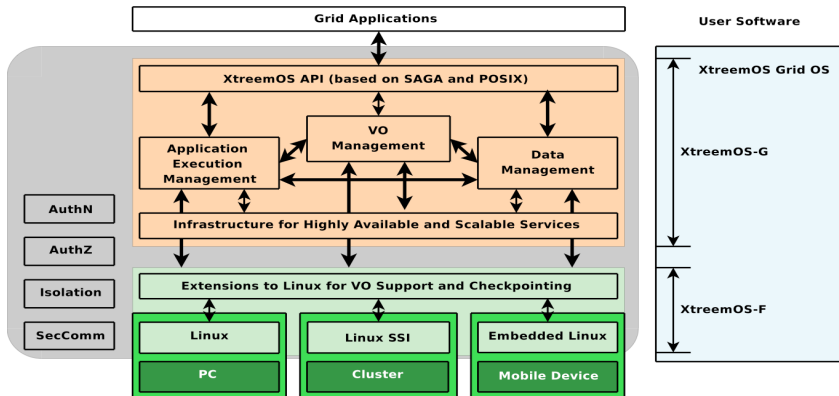 Grid Applications
User Software
XtreemOS API (based on SAGA and POSIX)
XtreemOS Grid OS
VO
Management
Application
Execution
Management
Data
Management
XtreemOS-G
AuthN
Infrastructure for Highly Available and Scalable Services
AuthZ
Extensions to Linux for VO Support and Checkpointing
Isolation
XtreemOS-F
SecComm
Linux
Linux SSI
Embedded Linux
PC
Cluster
Mobile Device